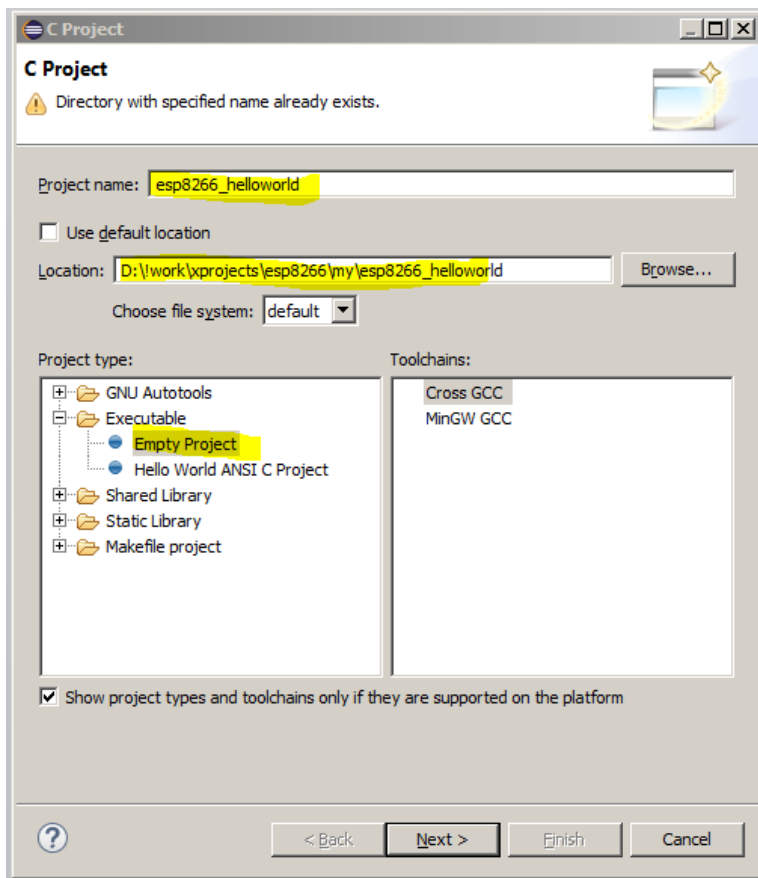 C Project
C Project
Directory with specified name already exists.
Project name: esp8266_helloworld
Use default location
Location: D:\!work\xprojects\esp8266\my\esp8266_helloworld Browse...
Choose file system: default
Project type: Toolchains:
GNU Autotools Cross GCC
Executable MinGW GCC
Empty Project
Hello World ANSI C Project
Shared Library
Static Library
Makefile project
Show project types and toolchains only if they are supported on the platform
? < Back Next > Finish Cancel